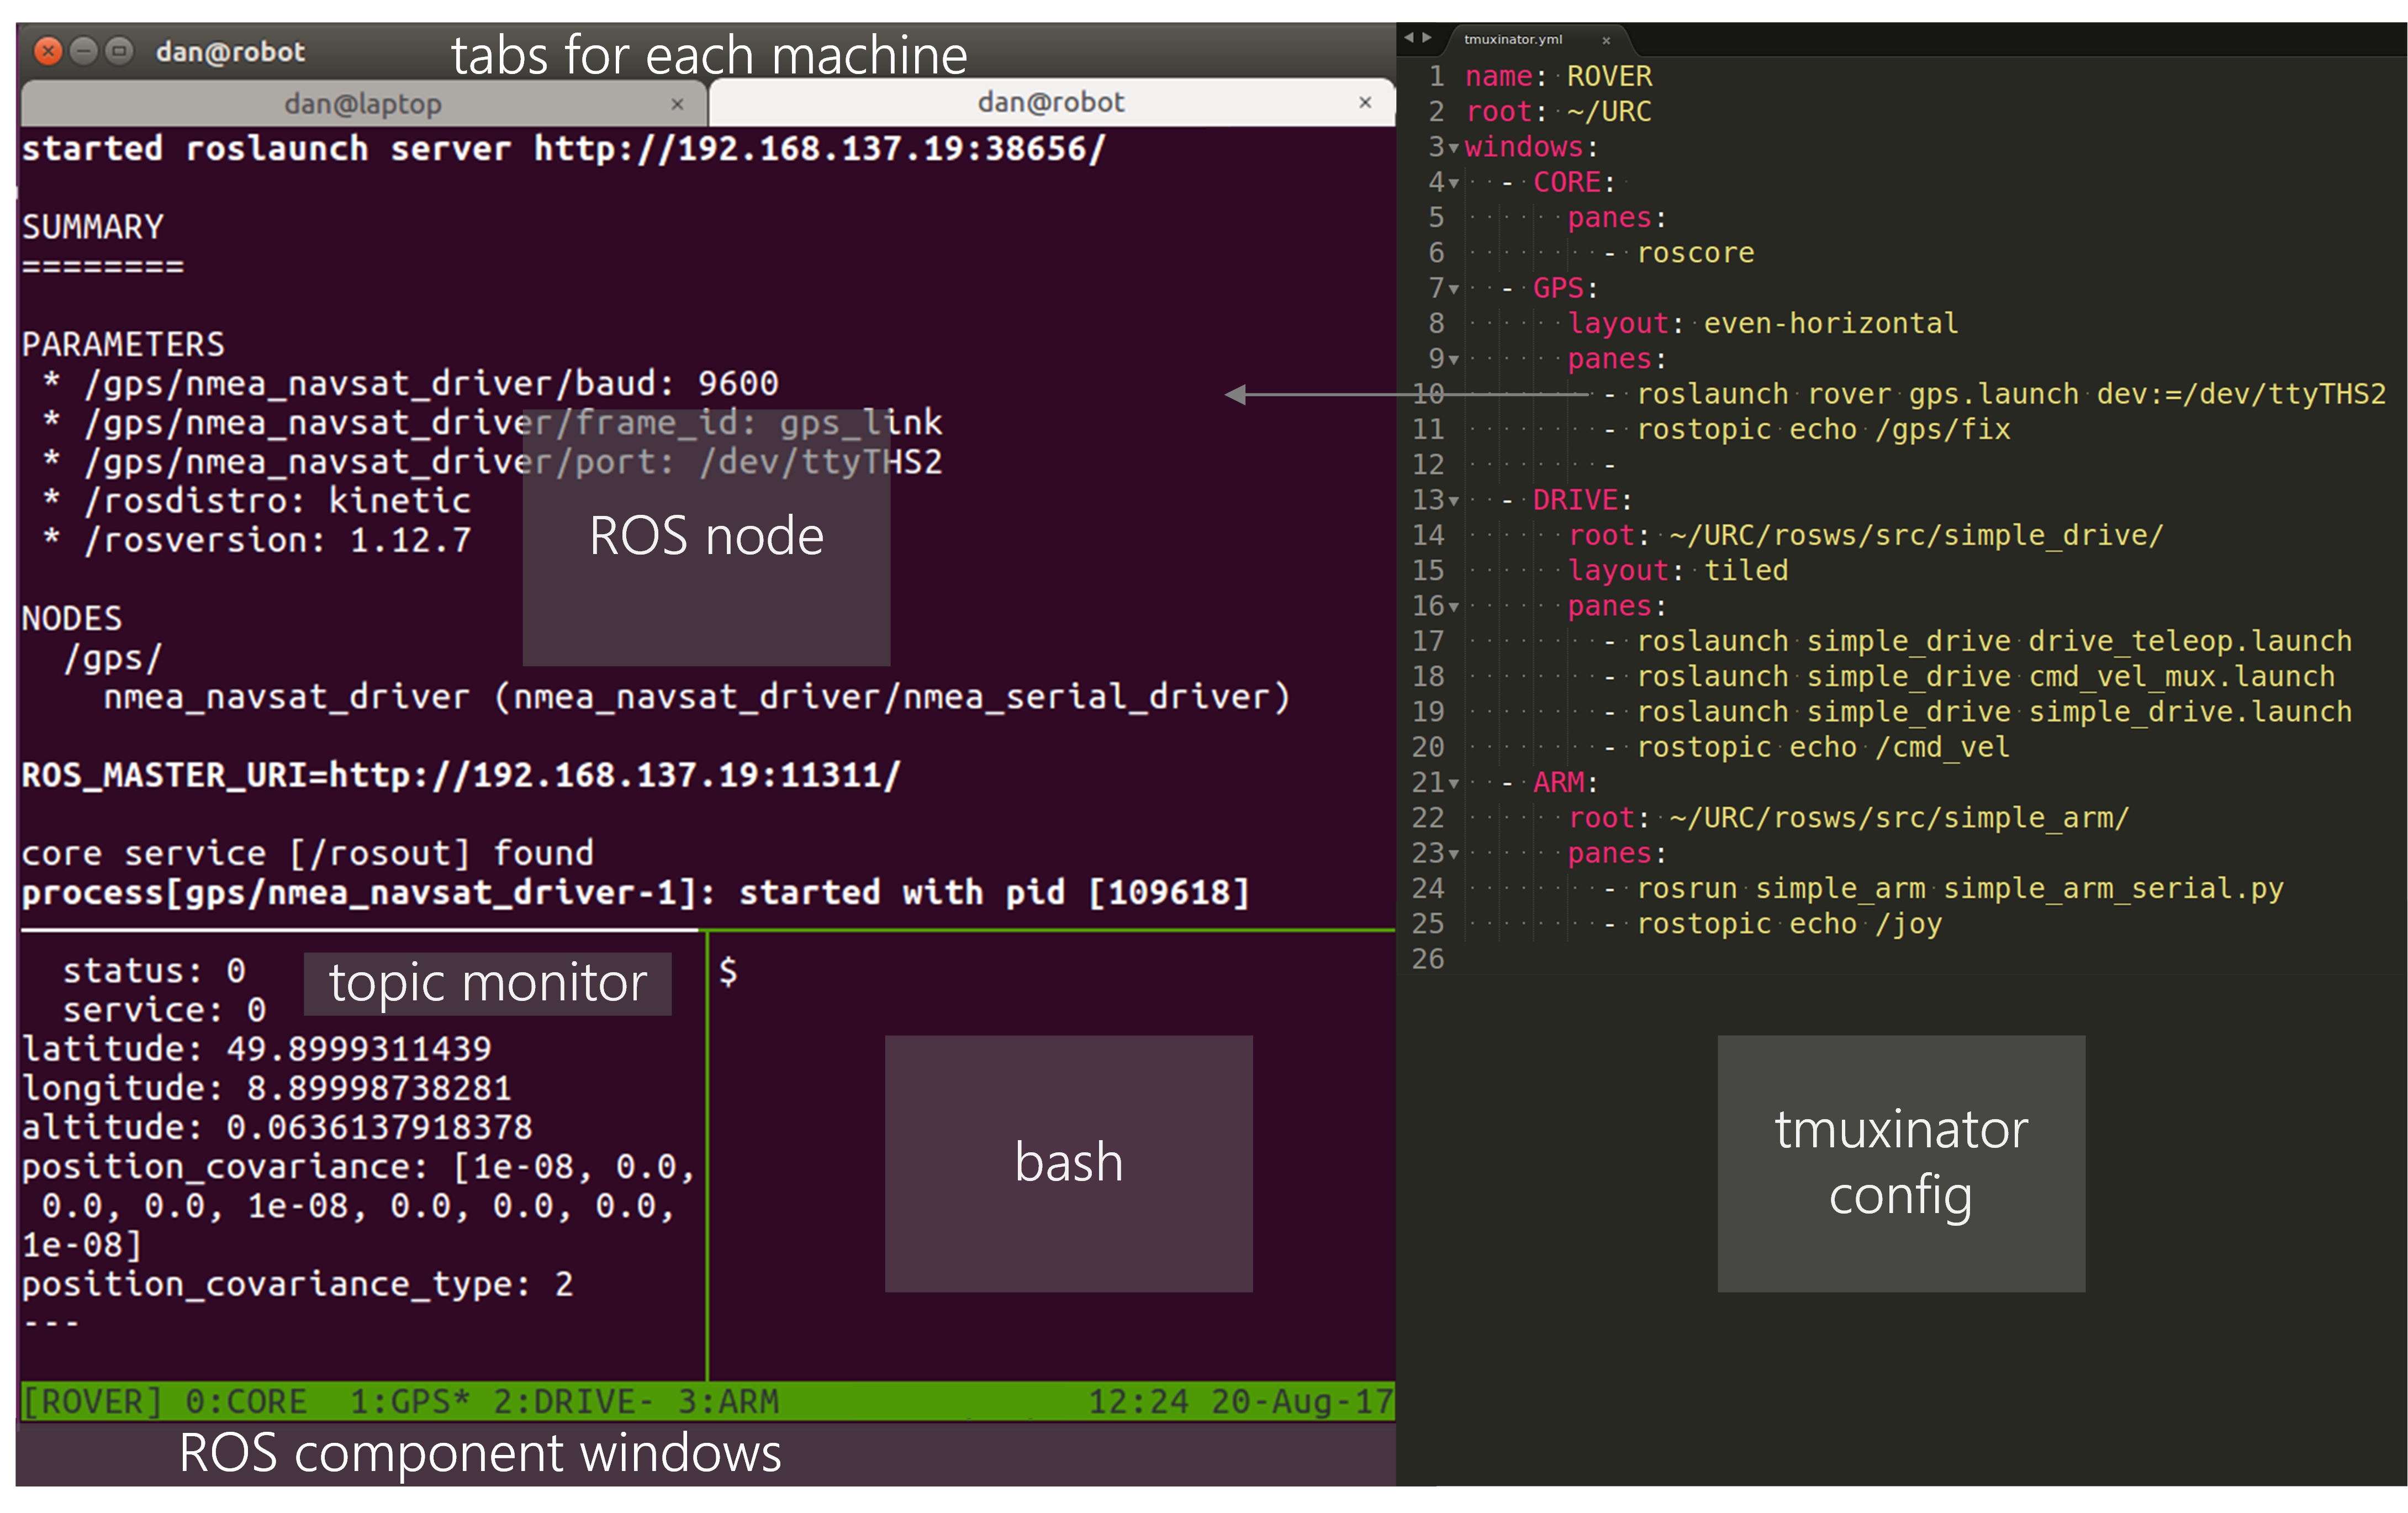 dan@robot
tabs for each machine
dan@laptop ×
dan@robot ×
started roslaunch server http://192.168.137.19:38656/
SUMMARY
========
PARAMETERS
* /gps/nmea_navsat_driver/baud: 9600
* /gps/nmea_navsat_driver/frame_id: gps_link
* /gps/nmea_navsat_driver/port: /dev/ttyTHS2
* /rosdistro: kinetic
* /rosversion: 1.12.7
ROS node
NODES
/gps/
nmea_navsat_driver (nmea_navsat_driver/nmea_serial_driver)
ROS_MASTER_URI=http://192.168.137.19:11311/
core service [/rosout] found
process[gps/nmea_navsat_driver-1]: started with pid [109618]
status: 0
service: 0
topic monitor
latitude: 49.8999311439
longitude: 8.89998738281
altitude: 0.0636137918378
position_covariance: [1e-08, 0.0,
0.0, 0.0, 1e-08, 0.0, 0.0, 0.0,
1e-08]
position_covariance_type: 2
---
$
bash
[ROVER] 0:CORE 1:GPS* 2:DRIVE- 3:ARM 12:24 20-Aug-17
ROS component windows
tmuxinator.yml ×
1 name: ROVER
2 root: ~/URC
3 windows:
4 - CORE:
5 panes:
6 - roscore
7 - GPS:
8 layout: even-horizontal
9 panes:
10 - roslaunch rover gps.launch dev:=/dev/ttyTHS2
11 - rostopic echo /gps/fix
12 -
13 - DRIVE:
14 root: ~/URC/rosws/src/simple_drive/
15 layout: tiled
16 panes:
17 - roslaunch simple_drive drive_teleop.launch
18 - roslaunch simple_drive cmd_vel_mux.launch
19 - roslaunch simple_drive simple_drive.launch
20 - rostopic echo /cmd_vel
21 - ARM:
22 root: ~/URC/rosws/src/simple_arm/
23 panes:
24 - rosrun simple_arm simple_arm_serial.py
25 - rostopic echo /joy
26
tmuxinator
config